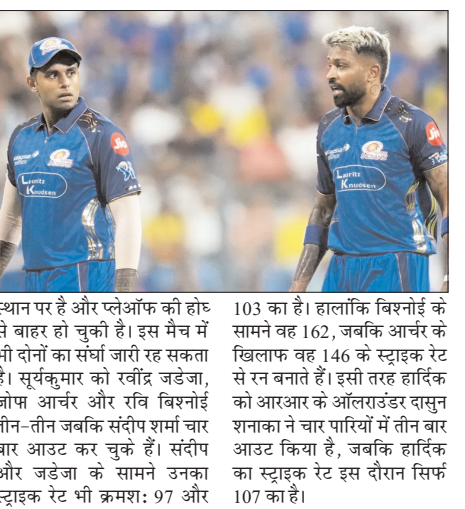 Jio
Lauritz
Knudsen
Jio
Lauritz
Knudsen
स्थान पर है और प्लेऑफ की होड़
से बाहर हो चुकी है। इस मैच में
भी दोनों का संर्घा जारी रह सकता
है। सूर्यकुमार को रवींद्र जडेजा,
जोफा आर्चर और रवि बिश्नोई
तीन-तीन जबकि संदीप शर्मा चार
बार आउट कर चुके हैं। संदीप
और जडेजा के सामने उनका
स्ट्राइक रेट भी क्रमश: 97 और
103 का है। हालांकि बिश्नोई के
सामने वह 162, जबकि आर्चर के
खिलाफ वह 146 के स्ट्राइक रेट
से रन बनाते हैं। इसी तरह हार्दिक
को आरआर के ऑलराउंडर दासुन
शनाका ने चार पारियों में तीन बार
आउट किया है, जबकि हार्दिक
का स्ट्राइक रेट इस दौरान सिर्फ
107 का है।